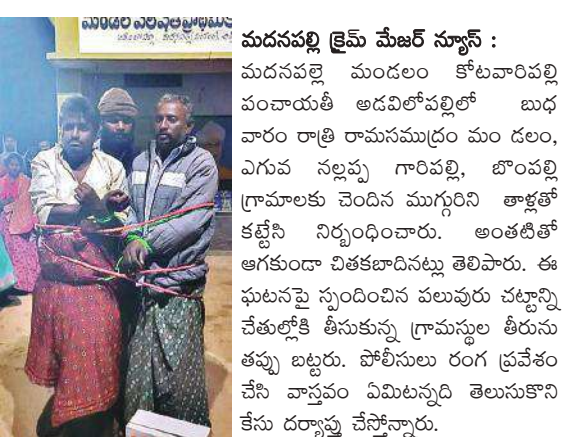 మదనపల్లి క్రైమ్ మేజర్ న్యూస్ :
మదనపల్లె మండలం కోటవారిపల్లి
పంచాయతీ అడవిలోపల్లిలో బుధ
వారం రాత్రి రామసముద్రం మం డలం,
ఎగువ నల్లప్ప గారిపల్లి, బొంపల్లి
గ్రామాలకు చెందిన ముగ్గురిని తాళ్లతో
కట్టేసి నిర్బంధించారు. అంతటితో
ఆగకుండా చితకబాదినట్లు తెలిపారు. ఈ
ఘటనపై స్పందించిన పలువురు చట్టాన్ని
చేతుల్లోకి తీసుకున్న గ్రామస్థుల తీరును
తప్పు బట్టరు. పోలీసులు రంగ ప్రవేశం
చేసి వాస్తవం ఏమిటన్నది తెలుసుకొని
కేసు దర్యాప్తు చేస్తోన్నారు.